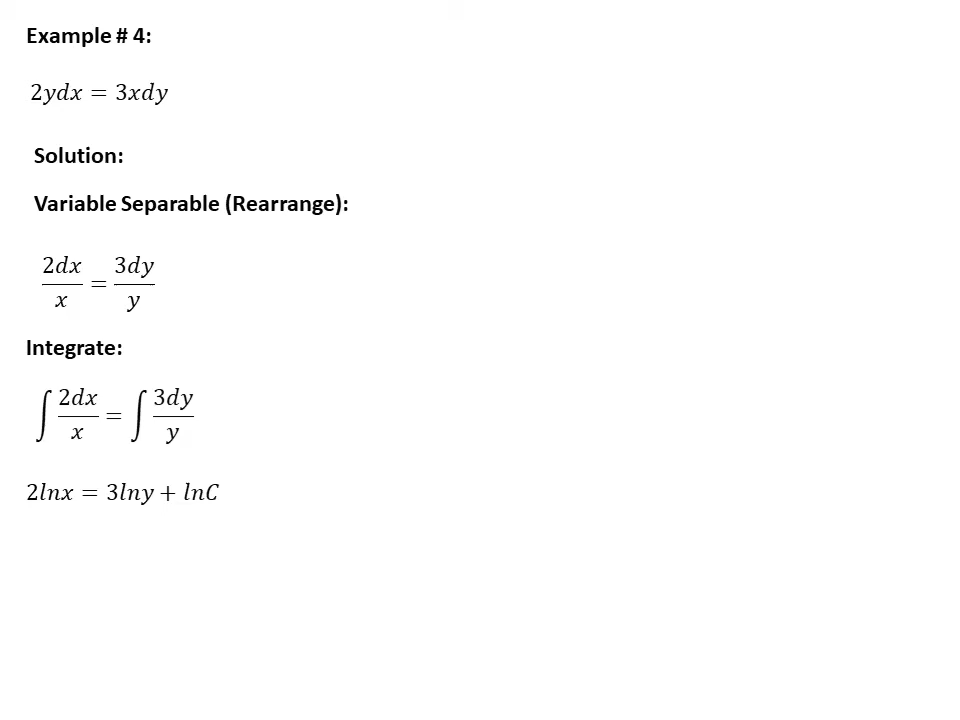 Example # 4:
2ydx = 3xdy
Solution:
Variable Separable (Rearrange):
2dx/x = 3dy/y
Integrate:
∫ 2dx/x = ∫ 3dy/y
2lnx = 3lny + lnC